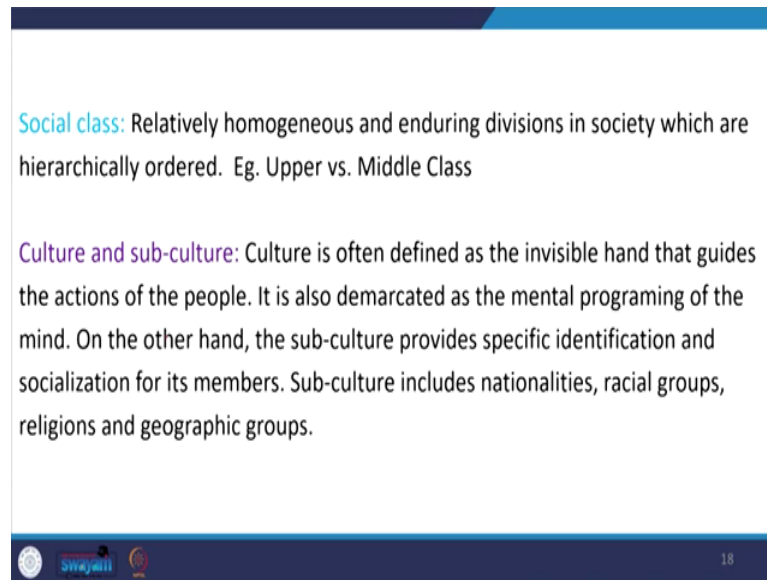 Social class: Relatively homogeneous and enduring divisions in society which are
hierarchically ordered. Eg. Upper vs. Middle Class
Culture and sub-culture: Culture is often defined as the invisible hand that guides
the actions of the people. It is also demarcated as the mental programing of the
mind. On the other hand, the sub-culture provides specific identification and
socialization for its members. Sub-culture includes nationalities, racial groups,
religions and geographic groups.
swayam
18